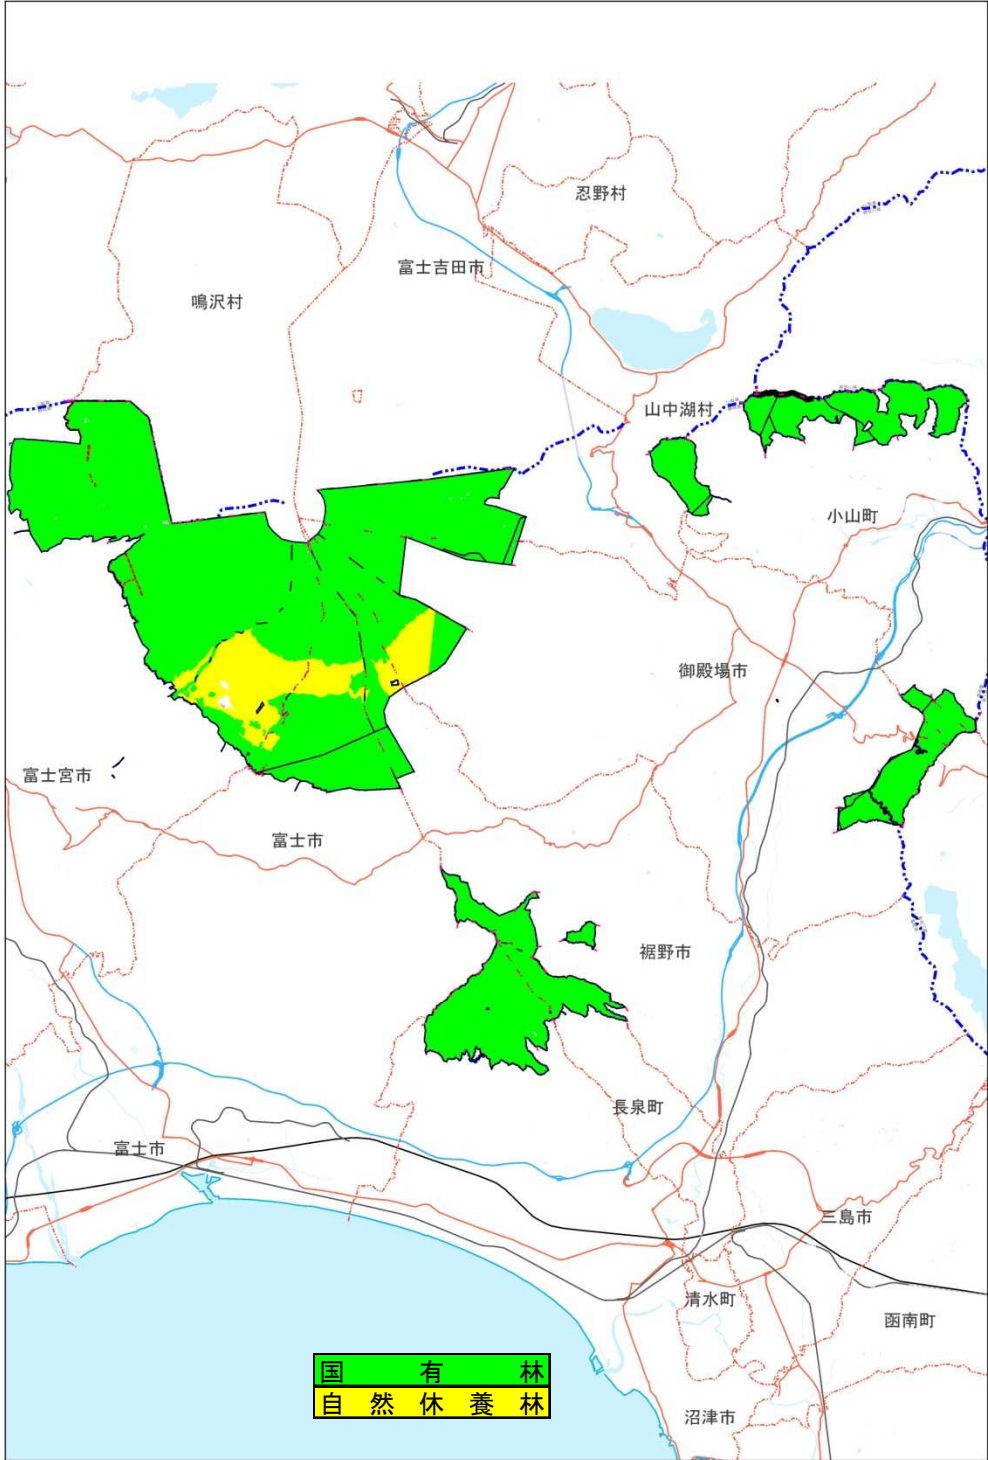 忍野村
富士吉田市
鳴沢村
山中湖村
小山町
御殿場市
富士宮市
富士市
裾野市
長泉町
富士市
三島市
清水町
函南町
国有林
自然休養林
沼津市